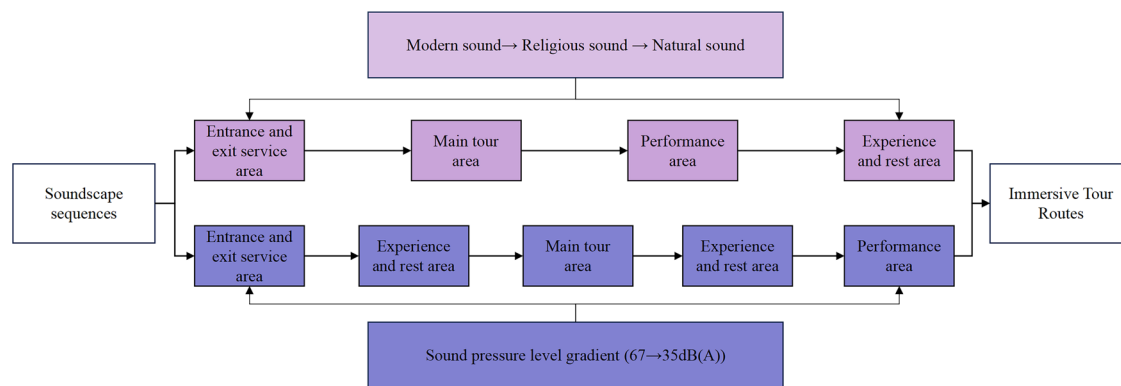 Modern sound→ Religious sound → Natural sound
Entrance and
exit service
area
Main tour
area
Performance
area
Experience
and rest area
Soundscape
sequences
Immersive Tour
Routes
Entrance and
exit service
area
Experience
and rest area
Main tour
area
Experience
and rest area
Performance
area
Sound pressure level gradient (67→35dB(A))